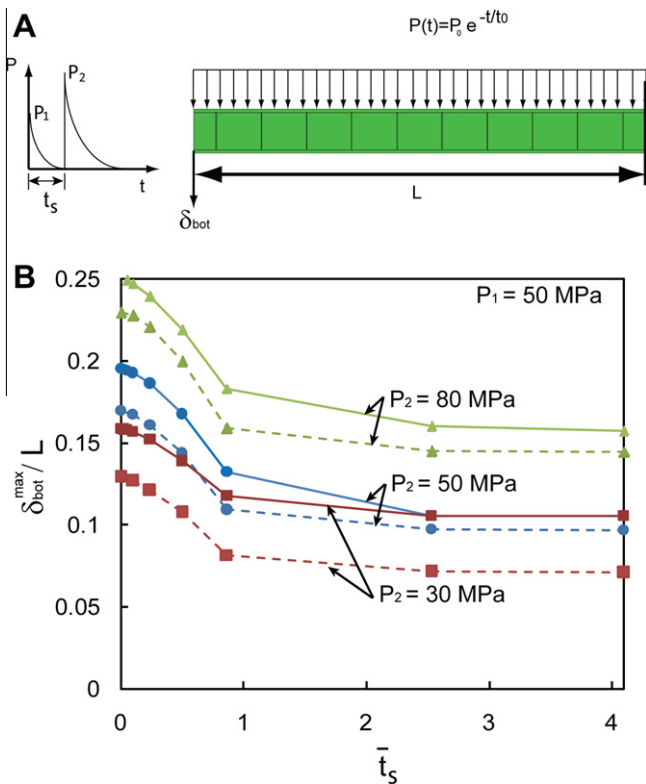 A
P(t)=P₀ e^-t/t0
P
P₁
P₂
t
tₛ
L
δbot
B
P₁ = 50 MPa
P₂ = 80 MPa
P₂ = 50 MPa
P₂ = 30 MPa
δbot^max / L
0.25
0.2
0.15
0.1
0.05
0
0 1 2 3 4
t̄ₛ